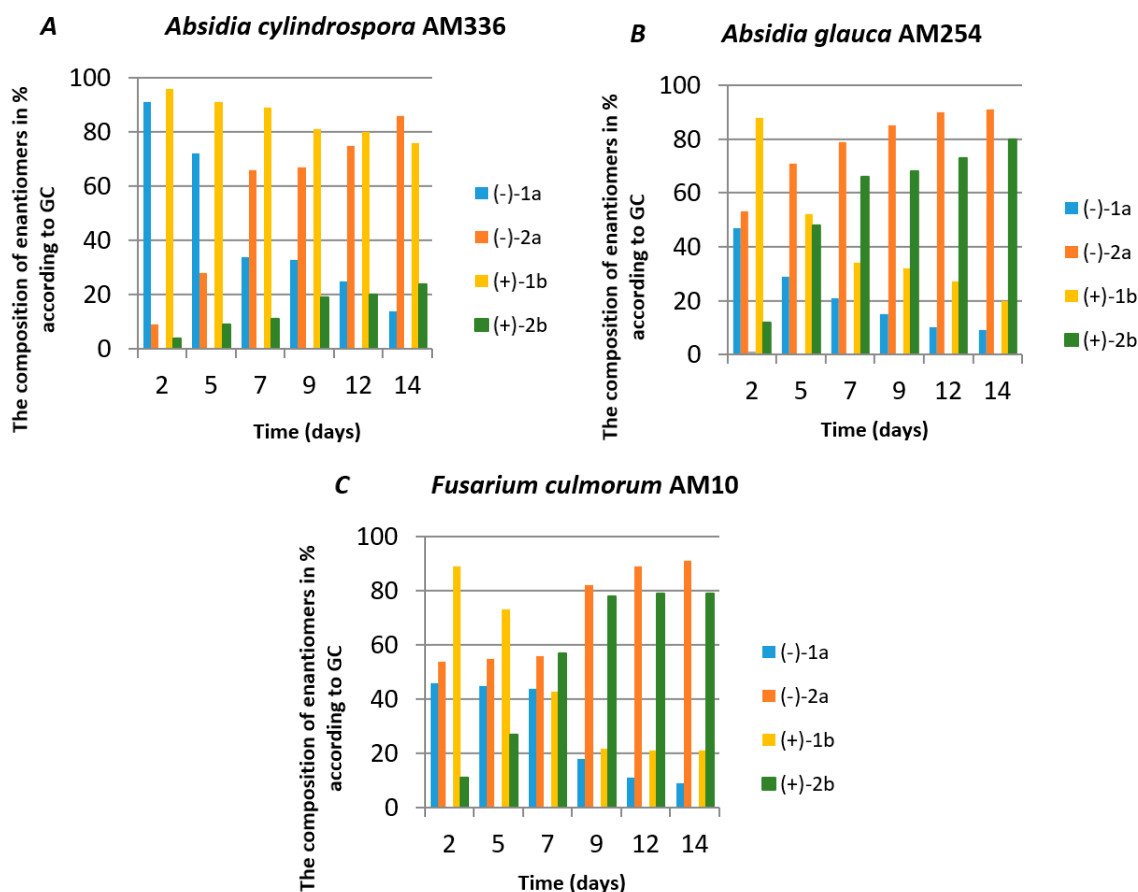 A
Absidia cylindrospora AM336
The composition of enantiomers in %
according to GC
100
80
60
40
20
0
2 5 7 9 12 14
Time (days)
(-)-1a
(-)-2a
(+)-1b
(+)-2b
B
Absidia glauca AM254
The composition of enantiomers in %
according to GC
100
80
60
40
20
0
2 5 7 9 12 14
Time (days)
(-)-1a
(-)-2a
(+)-1b
(+)-2b
C
Fusarium culmorum AM10
The composition of enantiomers in %
according to GC
100
80
60
40
20
0
2 5 7 9 12 14
Time (days)
(-)-1a
(-)-2a
(+)-1b
(+)-2b